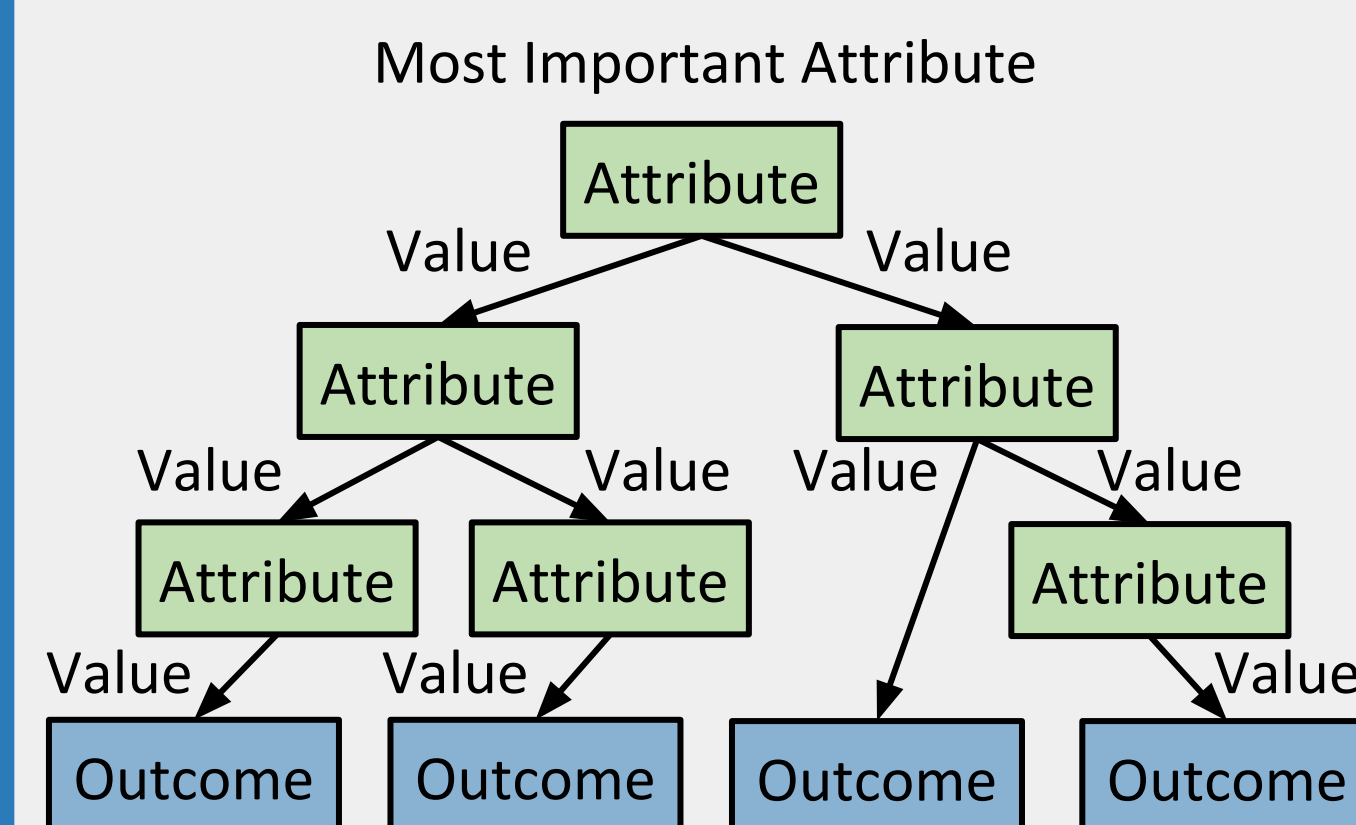 Most Important Attribute
Attribute
Value Value
Attribute Attribute
Value Value Value Value
Attribute Attribute Attribute
Value Value Value
Outcome Outcome Outcome Outcome